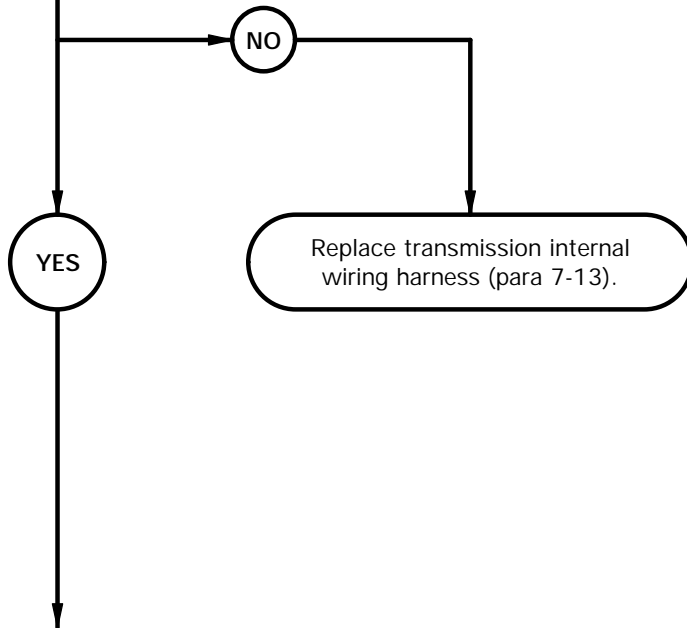 NO
YES
Replace transmission internal
wiring harness (para 7-13).